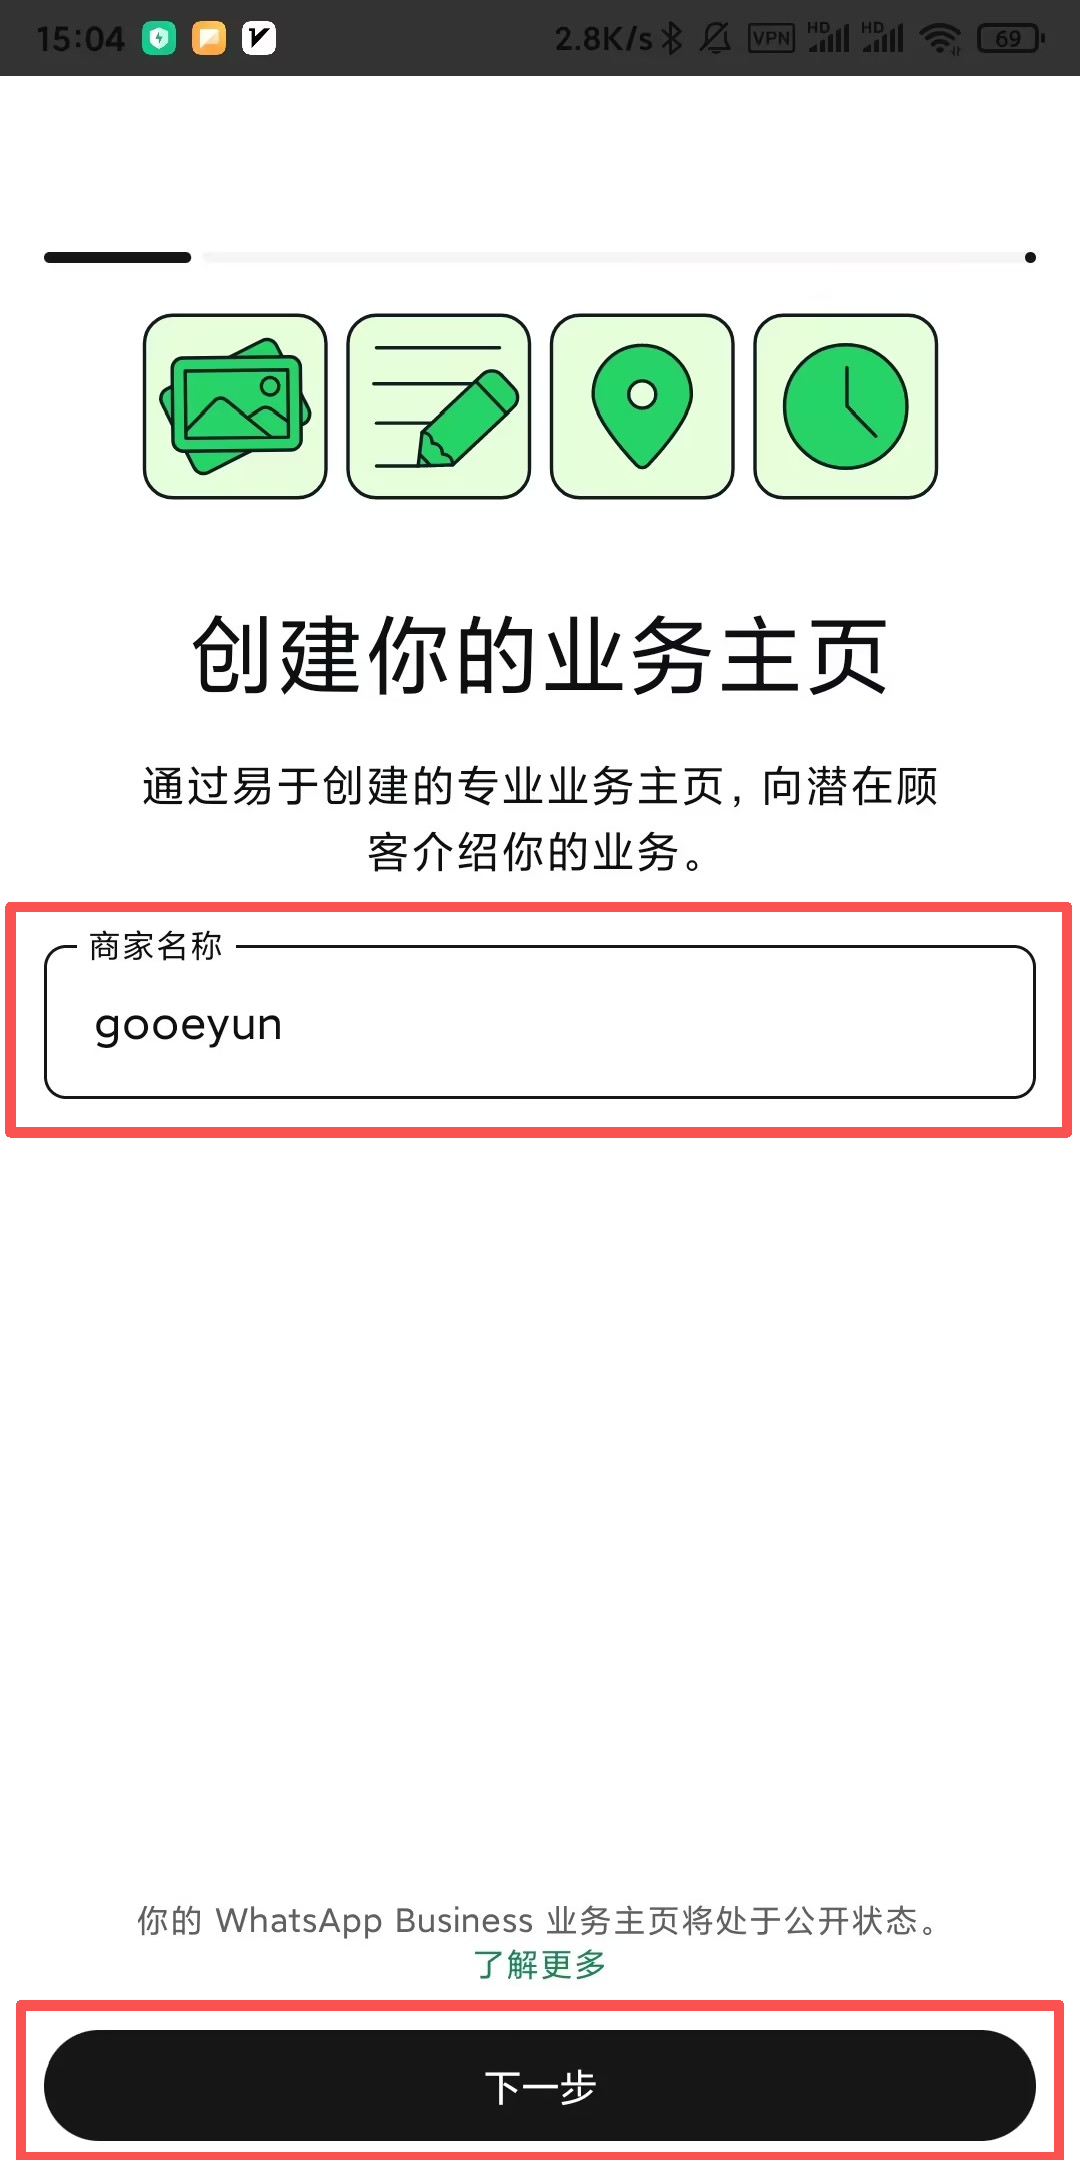 15:04 2.8K/s VPN HD HD 69
创建你的业务主页
通过易于创建的专业业务主页，向潜在顾
客介绍你的业务。
商家名称
gooeyun
你的 WhatsApp Business 业务主页将处于公开状态。
了解更多
下一步